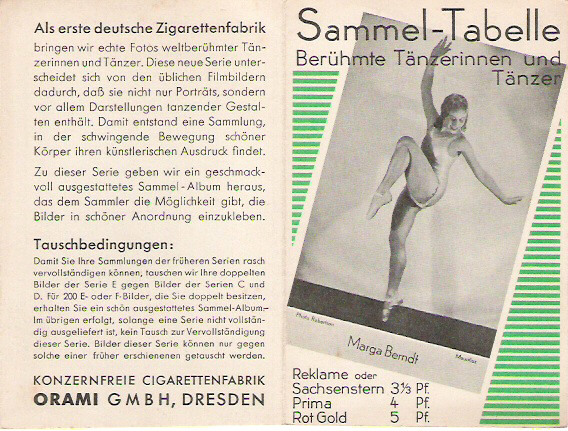 Als erste deutsche Zigarettenfabrik
bringen wir echte Fotos weltberühmter Tän-
zerinnen und Tänzer. Diese neue Serie unter-
scheidet sich von den üblichen Filmbildern
dadurch, daß sie nicht nur Porträts, sondern
vor allem Darstellungen tanzender Gestal-
ten enthält. Damit entsteht eine Sammlung,
in der schwingende Bewegung schöner
Körper ihren künstlerischen Ausdruck findet.
Zu dieser Serie geben wir ein geschmack-
voll ausgestattetes Sammel-Album heraus,
das dem Sammler die Möglichkeit gibt, die
Bilder in schöner Anordnung einzukleben.
Tauschbedingungen:
Damit Sie Ihre Sammlungen der früheren Serien rasch
vervollständigen können, tauschen wir Ihre doppelten
Bilder der Serie E gegen Bilder der Serien C und
D. Für 200 E- oder F-Bilder, die Sie doppelt besitzen,
erhalten Sie ein schön ausgestattetes Sammel-Album.
Im übrigen erfolgt, solange eine Serie nicht vollstän-
dig ausgeliefert ist, kein Tausch zur Vervollständigung
dieser Serie. Bilder dieser Serie können nur gegen
solche einer früher erschienenen getauscht werden.
KONZERNFREIE CIGARETTENFABRIK
ORAMI GMBH, DRESDEN
Sammel-Tabelle
Berühmte Tänzerinnen und
Tänzer
Photo Robertson
Marga Berndt
Reklame oder
Sachsenstern 3⅓ Pf.
Prima 4 Pf.
Rot Gold 5 Pf.